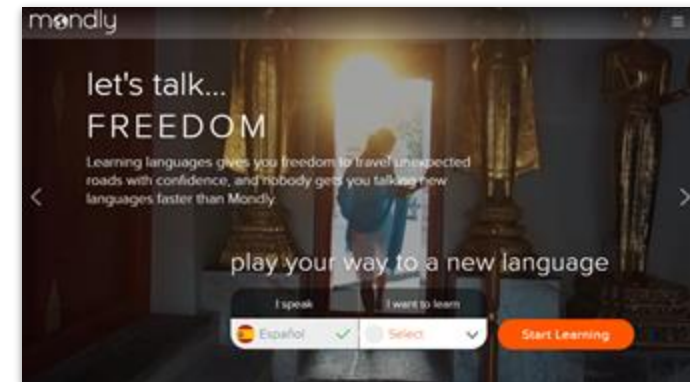 mondly
let's talk...
FREEDOM
Learning languages gives you freedom to travel unexpected
roads with confidence, and nobody gets you talking new
languages faster than Mondly.
play your way to a new language
I speak
I want to learn
Español
Select
Start Learning